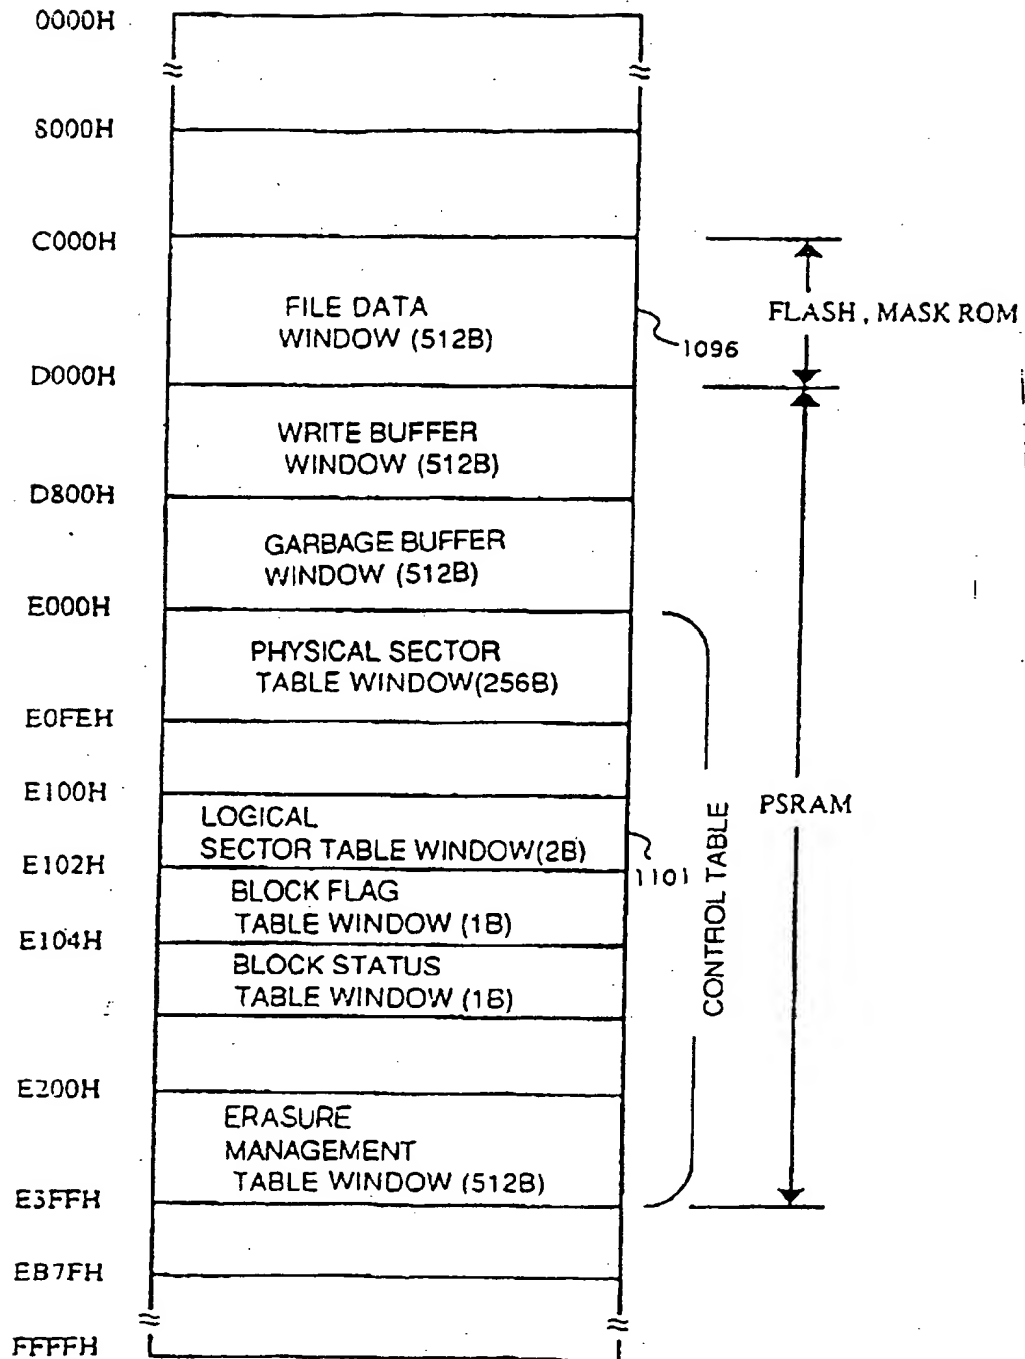 0000H
8000H
C000H
FILE DATA
WINDOW (512B)
FLASH, MASK ROM
1096
D000H
WRITE BUFFER
WINDOW (512B)
D800H
GARBAGE BUFFER
WINDOW (512B)
E000H
PHYSICAL SECTOR
TABLE WINDOW(256B)
E0FEH
E100H
LOGICAL
SECTOR TABLE WINDOW(2B)
1101
E102H
BLOCK FLAG
TABLE WINDOW (1B)
E104H
BLOCK STATUS
TABLE WINDOW (1B)
CONTROL TABLE
PSRAM
E200H
ERASURE
MANAGEMENT
TABLE WINDOW (512B)
E3FFH
EB7FH
FFFFH